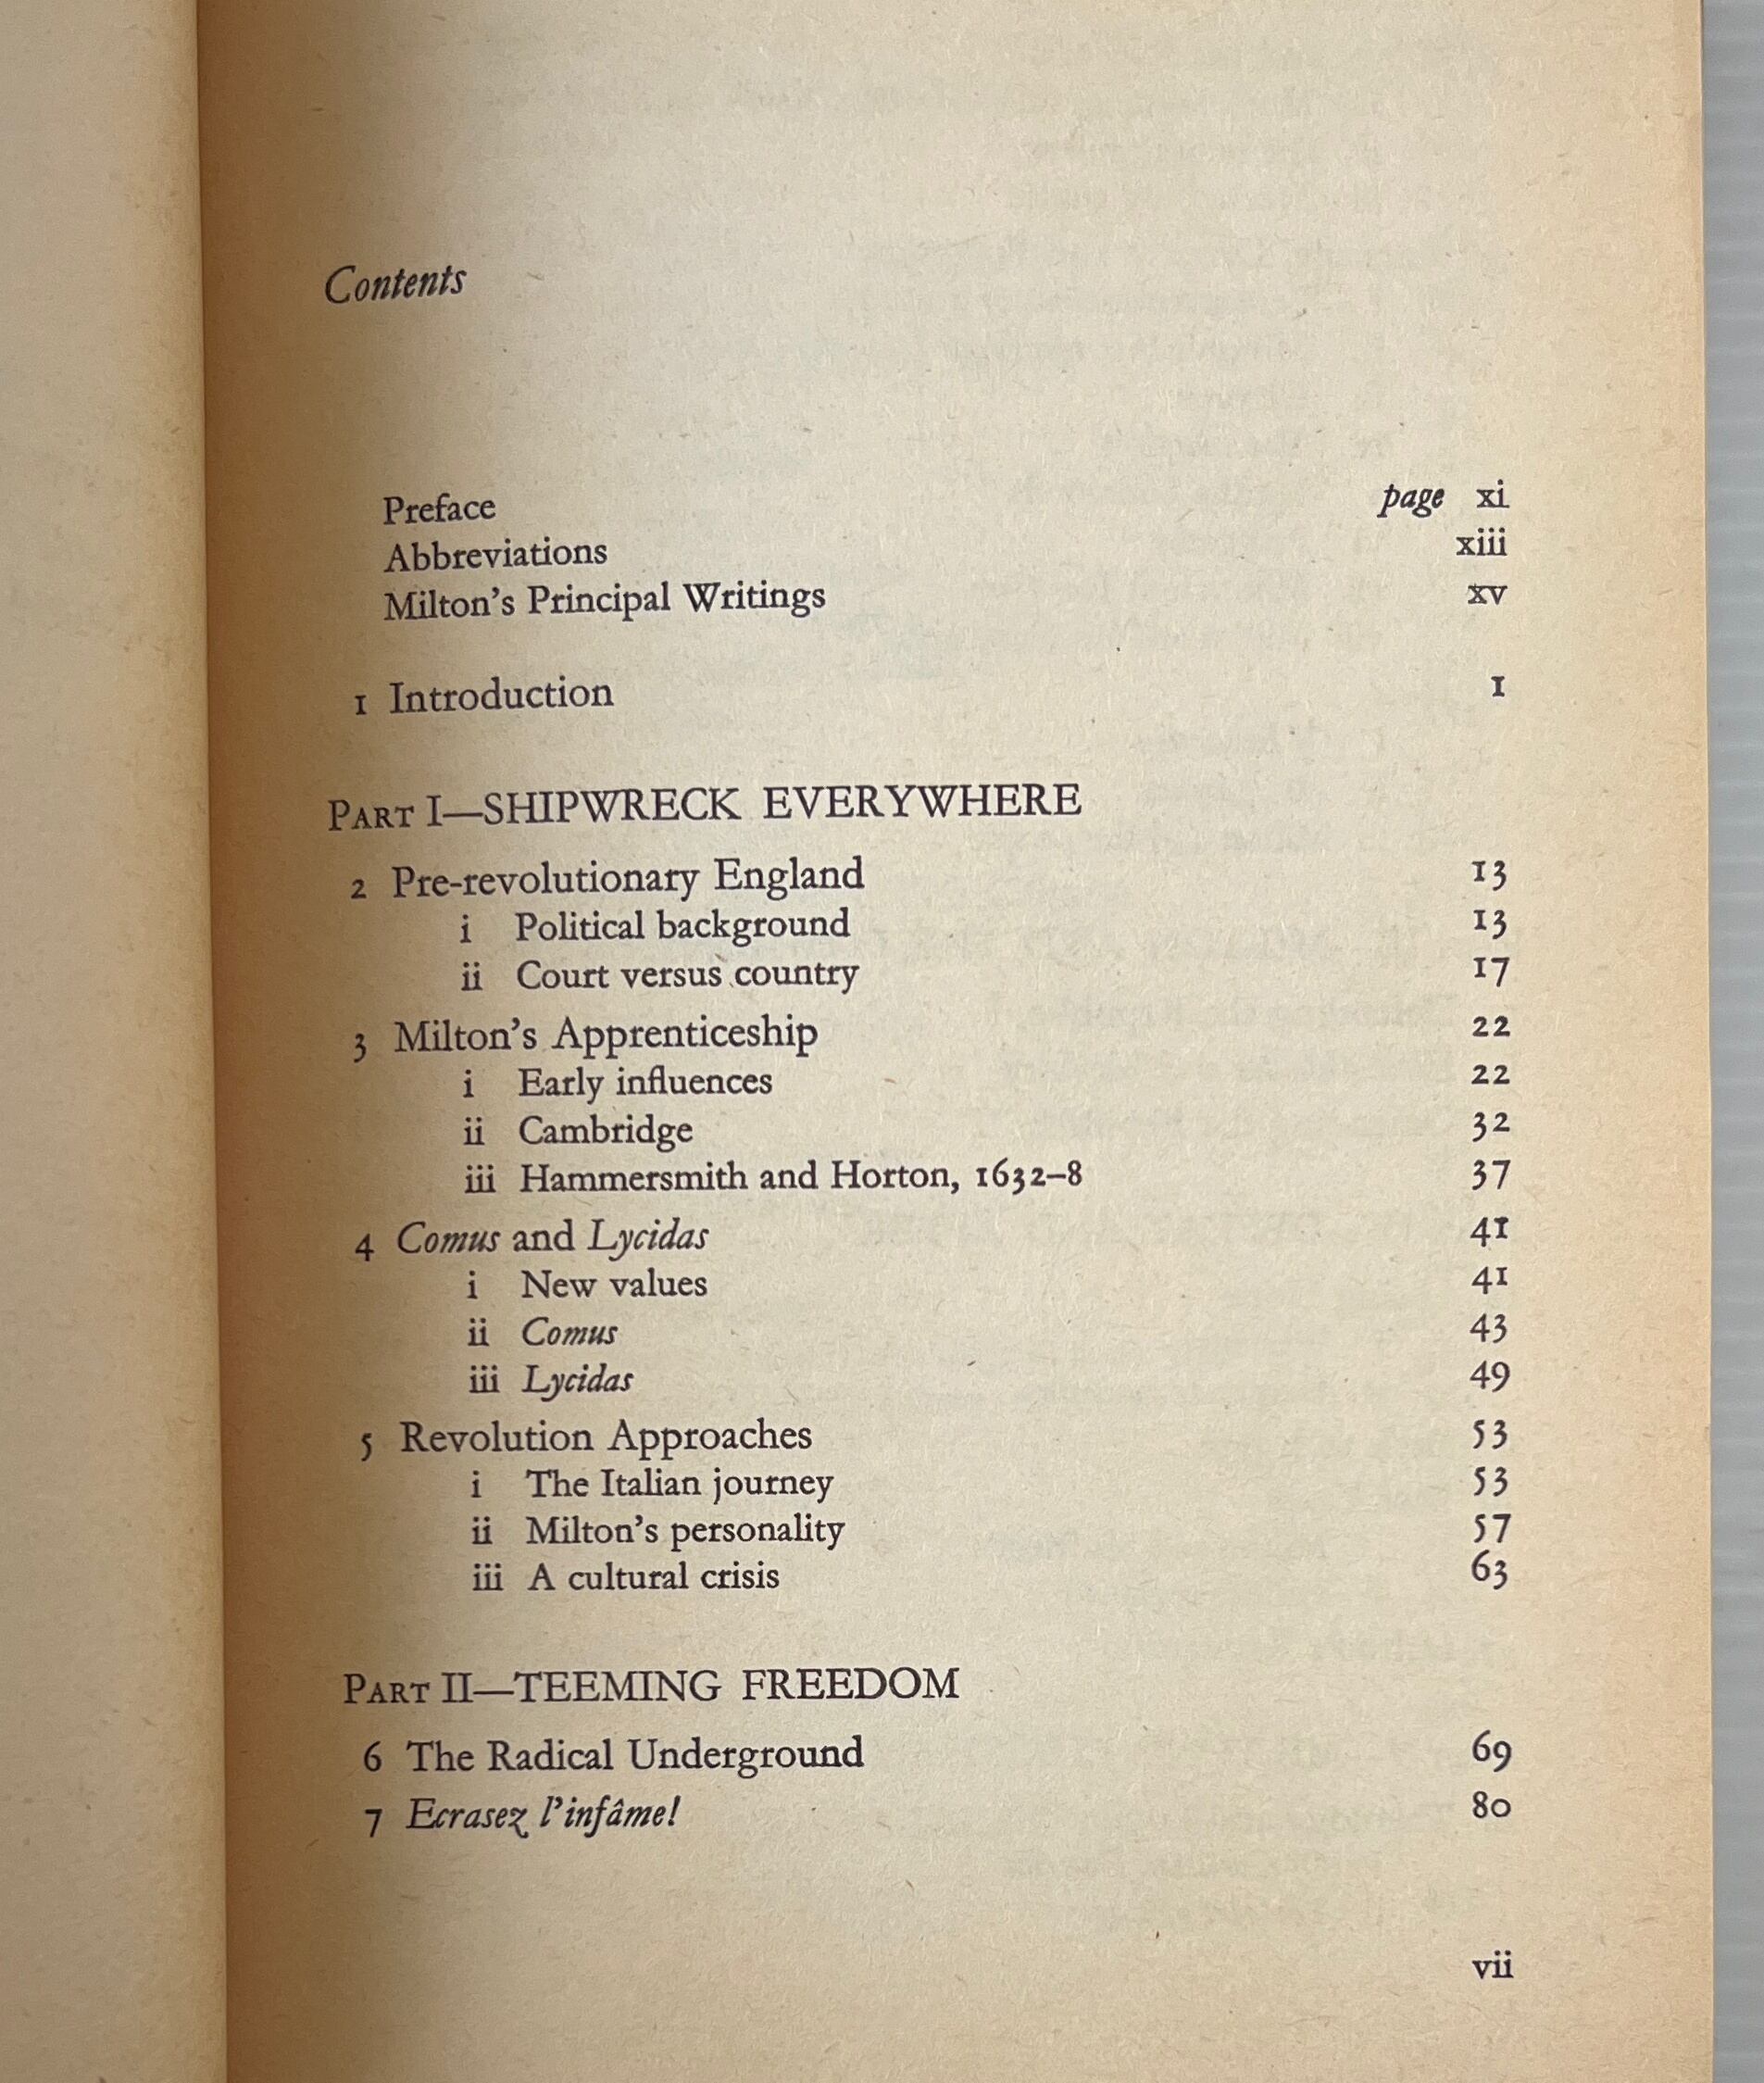 Contents
Preface page xi
Abbreviations xiii
Milton’s Principal Writings xv
1 Introduction 1
PART I—SHIPWRECK EVERYWHERE
2 Pre-revolutionary England 13
i Political background 13
ii Court versus country 17
3 Milton’s Apprenticeship 22
i Early influences 22
ii Cambridge 32
iii Hammersmith and Horton, 1632–8 37
4 Comus and Lycidas 41
i New values 41
ii Comus 43
iii Lycidas 49
5 Revolution Approaches 53
i The Italian journey 53
ii Milton’s personality 57
iii A cultural crisis 63
PART II—TEEMING FREEDOM
6 The Radical Underground 69
7 Ecrasez l’infâme! 80
vii